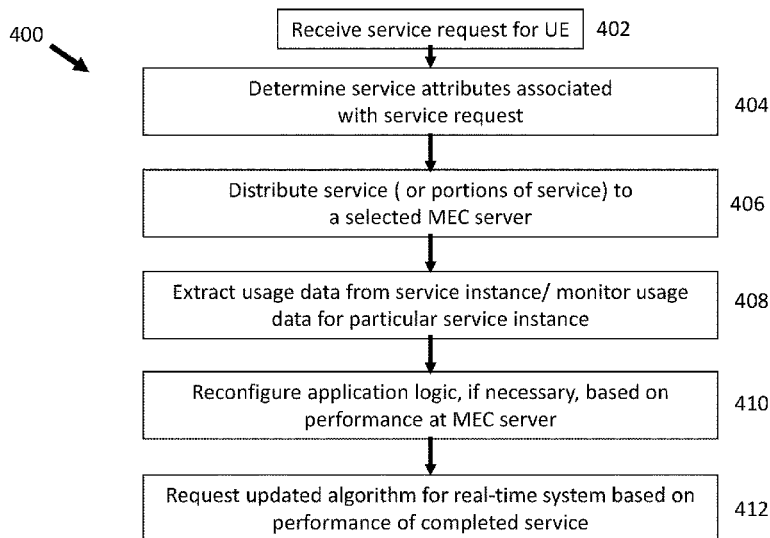 400
Receive service request for UE 402
Determine service attributes associated
with service request
404
Distribute service ( or portions of service) to
a selected MEC server
406
Extract usage data from service instance/ monitor usage
data for particular service instance
408
Reconfigure application logic, if necessary, based on
performance at MEC server
410
Request updated algorithm for real-time system based on
performance of completed service
412